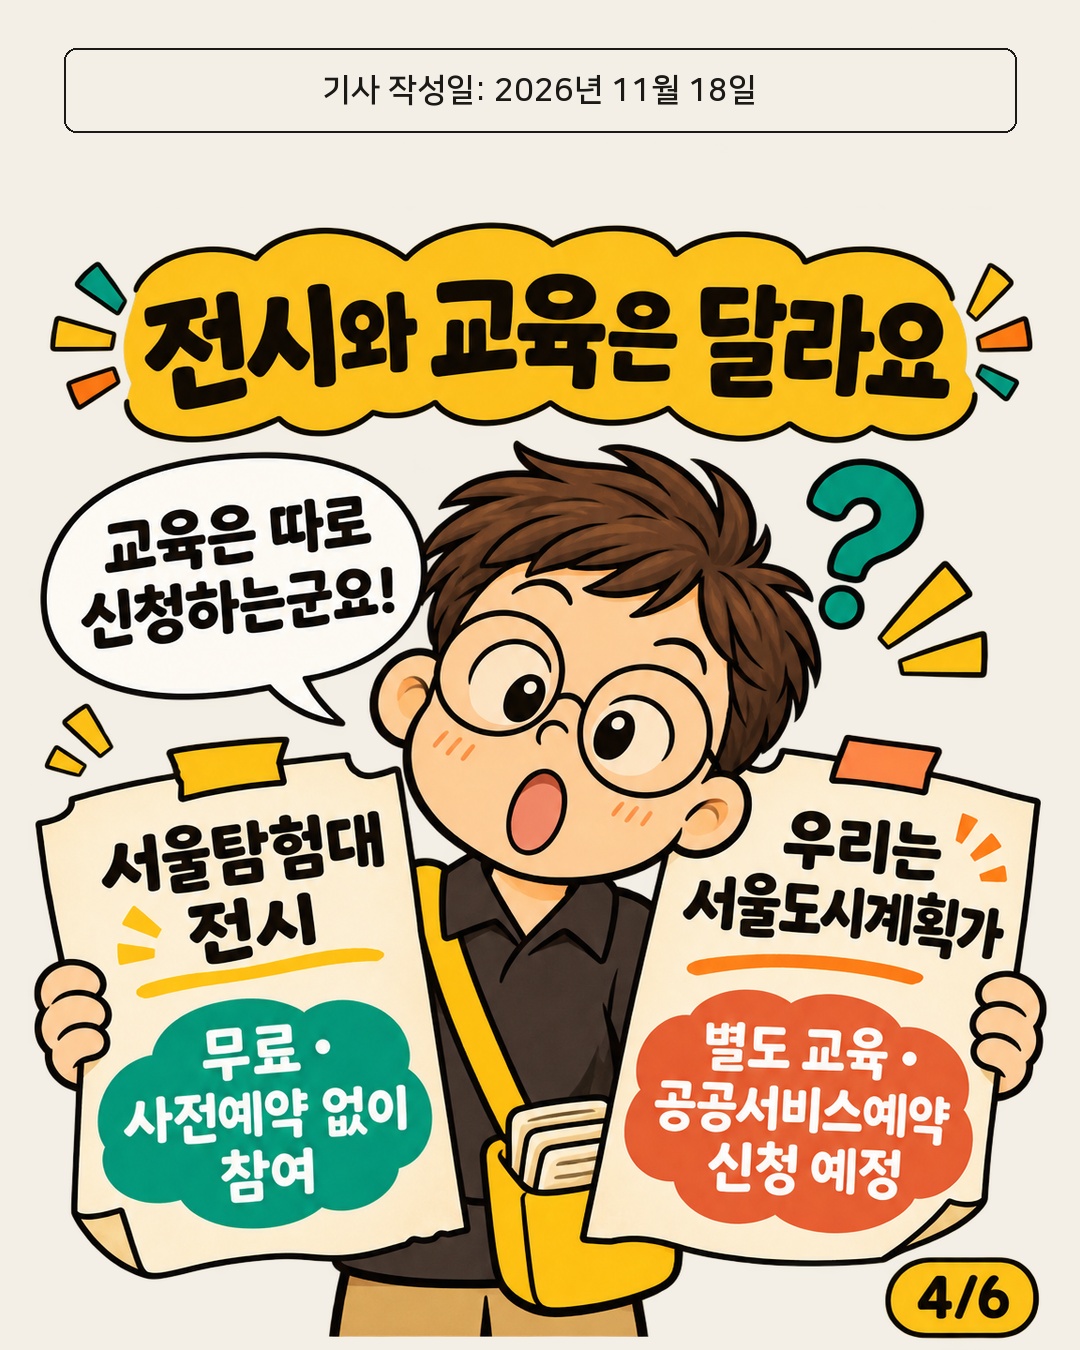 기사 작성일: 2026년 11월 18일
전시와 교육은 달라요
교육은 따로
신청하는군요!
?
서울탐험대
전시
무료 •
사전예약 없이
참여
우리는
서울도시계획가
별도 교육 •
공공서비스예약
신청 예정
4/6